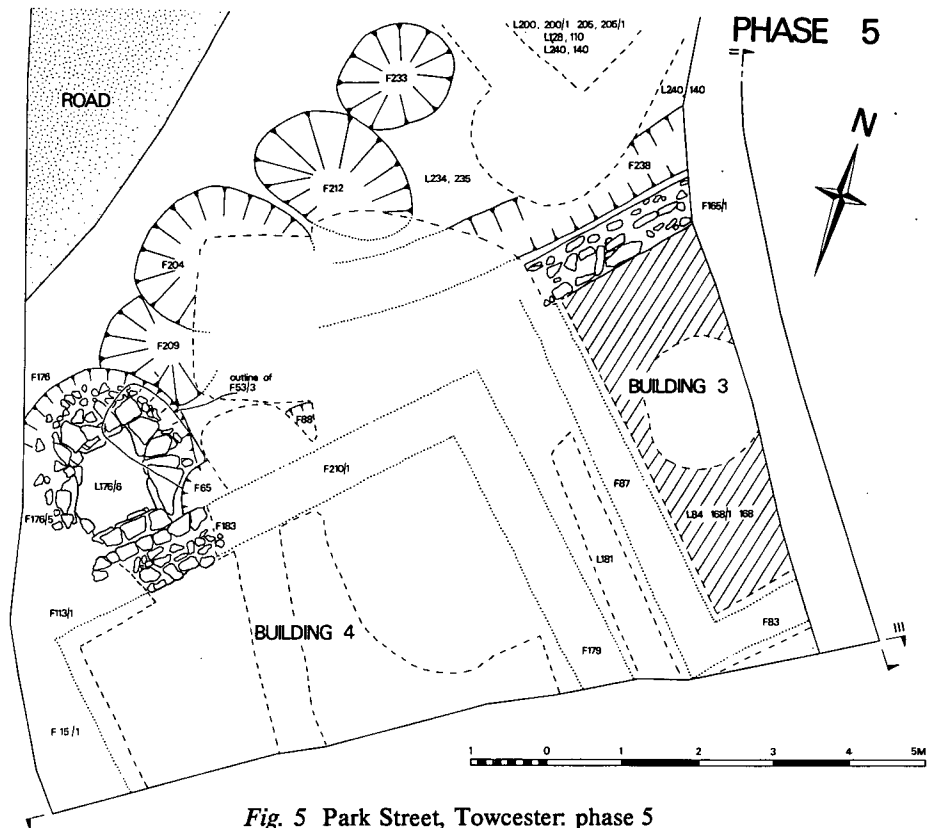 L200, 200/1 205, 206/1
L128, 110
L240, 140
PHASE 5
II
ROAD
F233
L240, 140
N
F238
F212
L234, 235
F165/1
F204
F209
F176
outline of
F53/3
BUILDING 3
F88
F210/1
L176/6
F65
F87
F176/5
F183
L84 168/1 168
L181
F113/1
F83
BUILDING 4
III
F179
F 15/1
1 0 1 2 3 4 5M
Fig. 5 Park Street, Towcester: phase 5